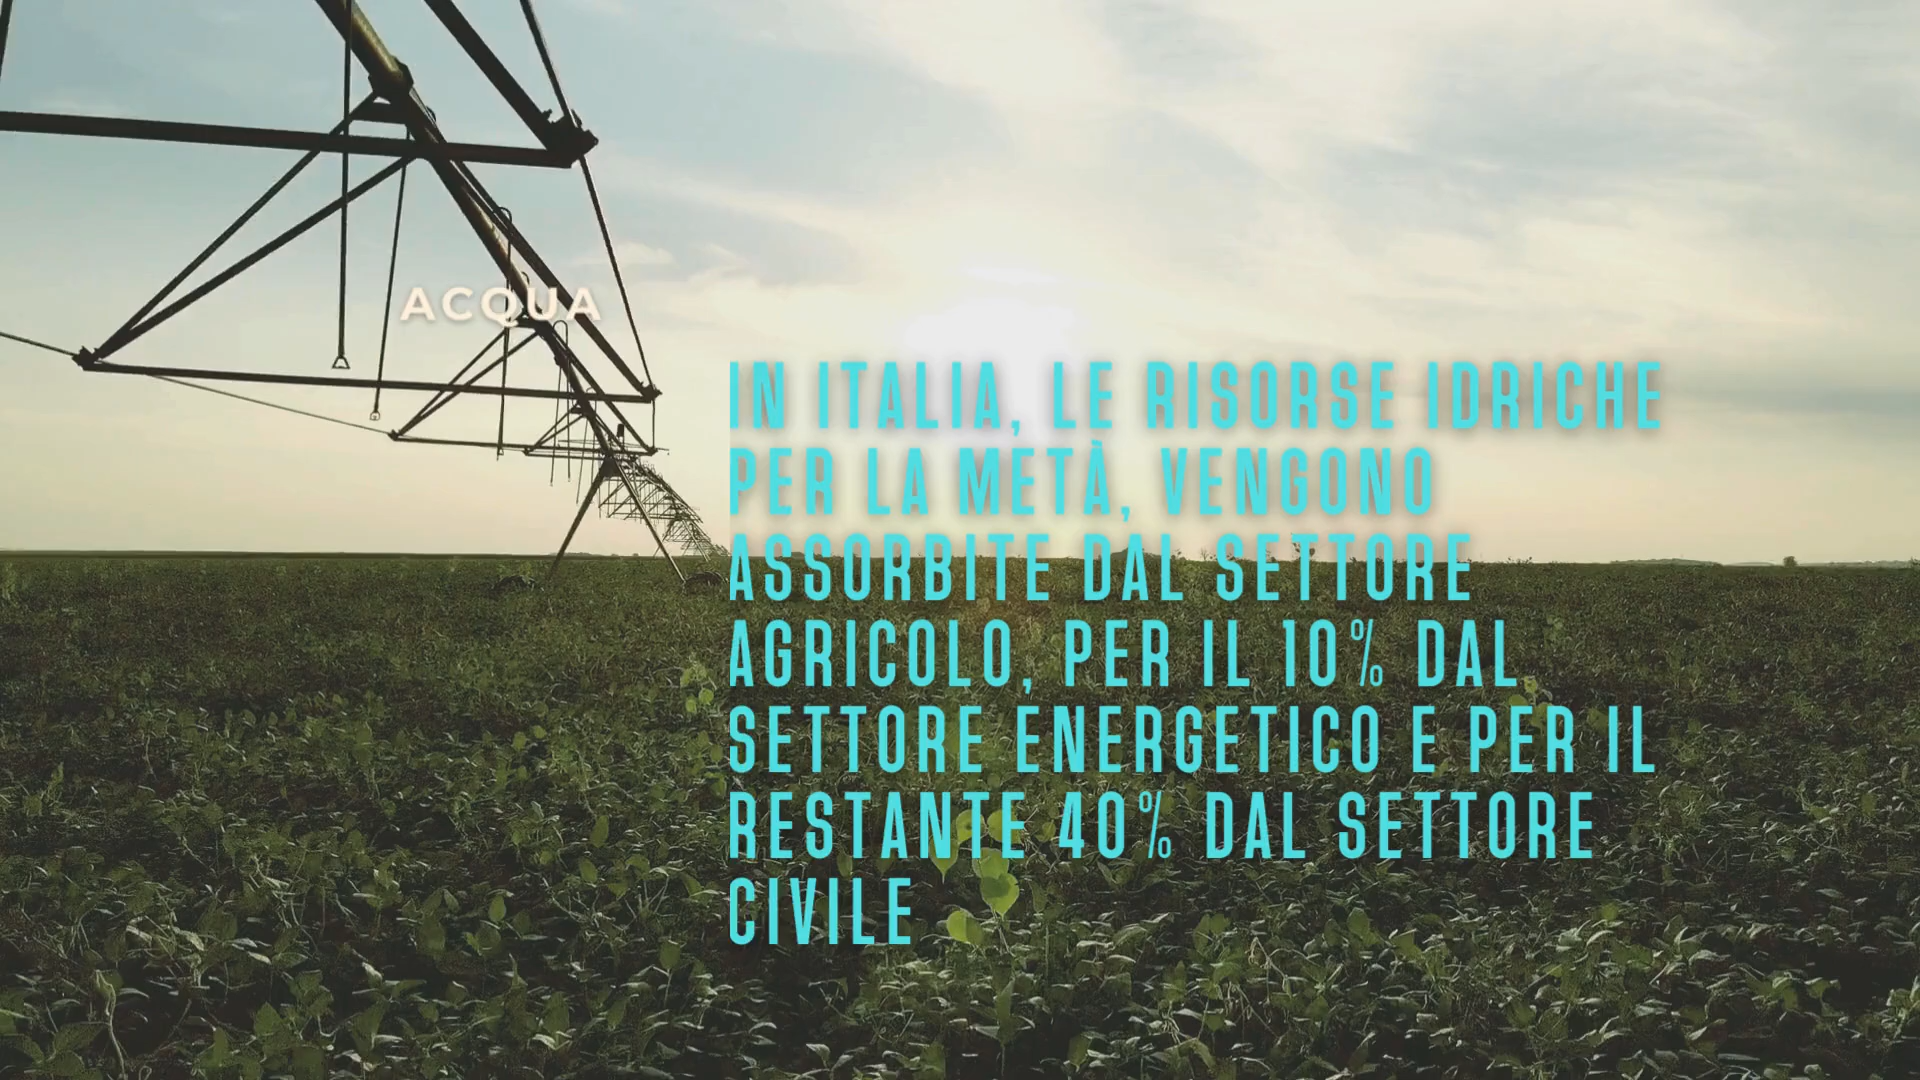 ACQUA
IN ITALIA, LE RISORSE IDRICHE
PER LA METÀ, VENGONO
ASSORBITE DAL SETTORE
AGRICOLO, PER IL 10% DAL
SETTORE ENERGETICO E PER IL
RESTANTE 40% DAL SETTORE
CIVILE